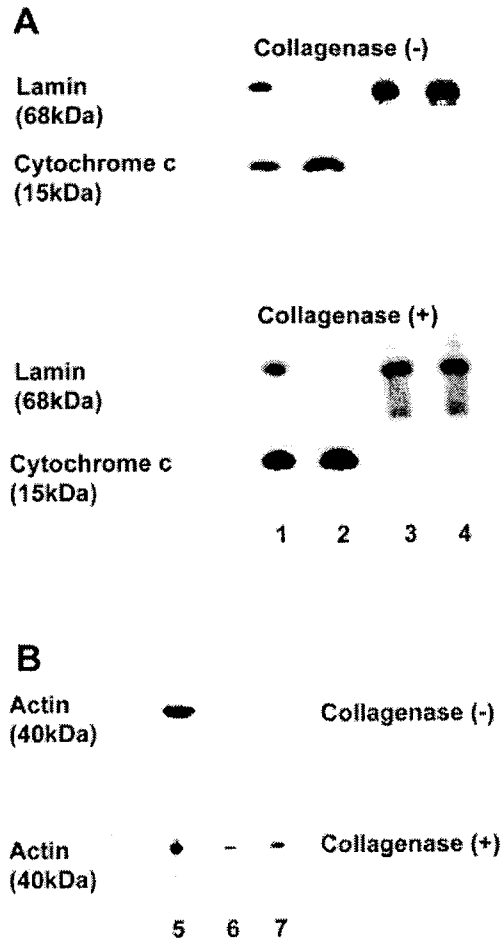 A
Collagenase (-)
Lamin
(68kDa)
Cytochrome c
(15kDa)
Collagenase (+)
Lamin
(68kDa)
Cytochrome c
(15kDa)
1 2 3 4
B
Actin
(40kDa)
Collagenase (-)
Actin
(40kDa)
Collagenase (+)
5 6 7